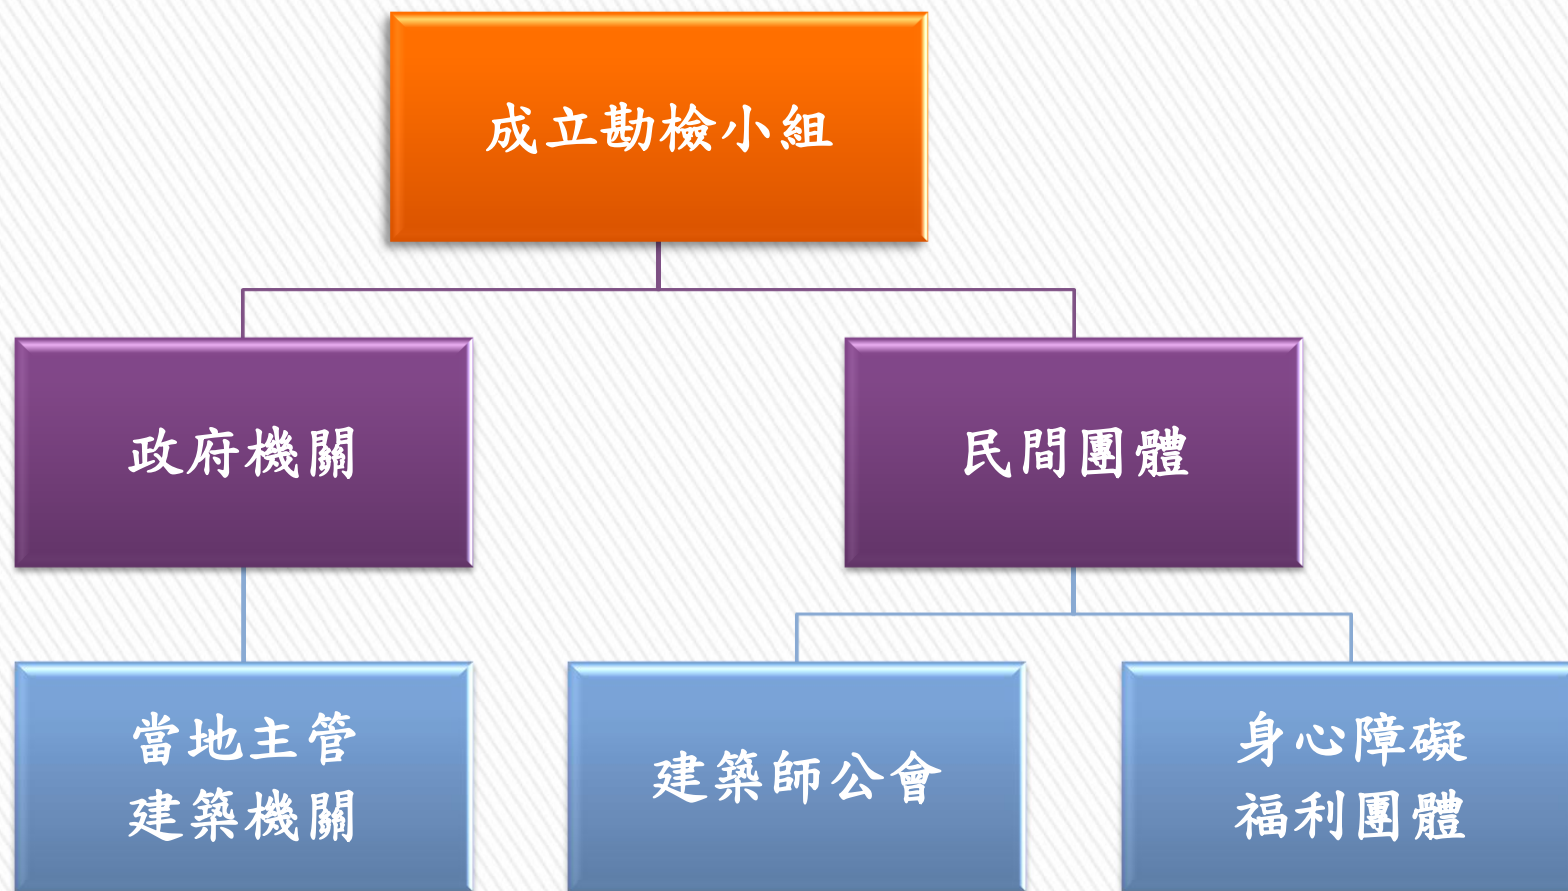 成立勘檢小組
政府機關
民間團體
當地主管
建築機關
建築師公會
身心障礙
福利團體